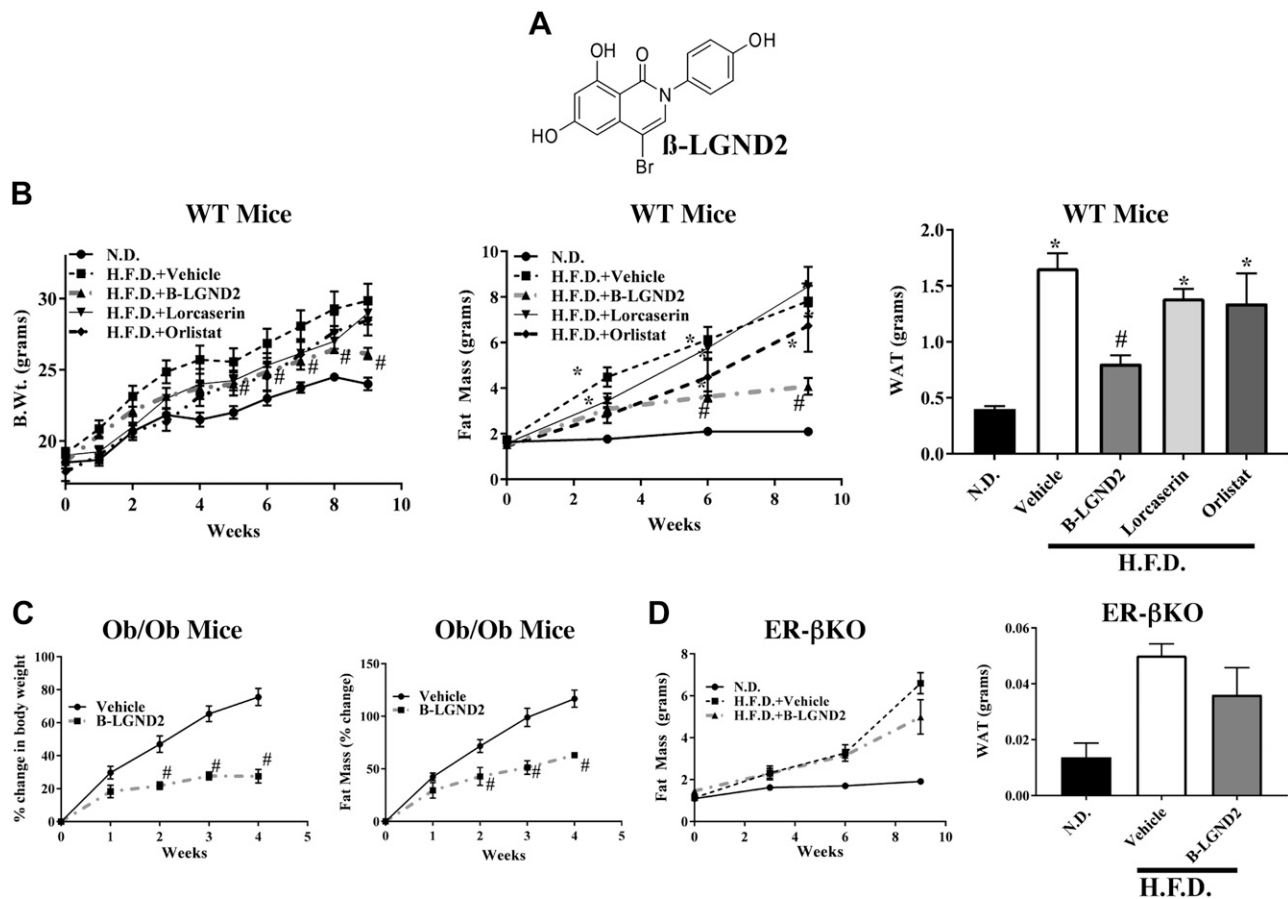 A
OH
O
OH
N
HO
Br
ß-LGND2
B
WT Mice
N.D.
H.F.D.+Vehicle
H.F.D.+B-LGND2
H.F.D.+Lorcaserin
H.F.D.+Orlistat
B.Wt. (grams)
30
20
# # # # #
0 2 4 6 8 10
Weeks
WT Mice
N.D.
H.F.D.+Vehicle
H.F.D.+B-LGND2
H.F.D.+Lorcaserin
H.F.D.+Orlistat
Fat Mass (grams)
10
8
6
4
2
0
* * * * * * *
# #
0 2 4 6 8 10
Weeks
WT Mice
WAT (grams)
2.0
1.5
1.0
0.5
0.0
* # * *
N.D. Vehicle B-LGND2 Lorcaserin Orlistat
H.F.D.
C
Ob/Ob Mice
% change in body weight
100
80
60
40
20
0
Vehicle
B-LGND2
# # #
0 1 2 3 4 5
Weeks
Ob/Ob Mice
Fat Mass (% change)
150
100
50
0
Vehicle
B-LGND2
# # #
0 1 2 3 4 5
Weeks
D
ER-βKO
N.D.
H.F.D.+Vehicle
H.F.D.+B-LGND2
Fat Mass (grams)
8
6
4
2
0
0 2 4 6 8 10
Weeks
ER-βKO
WAT (grams)
0.06
0.04
0.02
0.00
N.D. Vehicle B-LGND2
H.F.D.